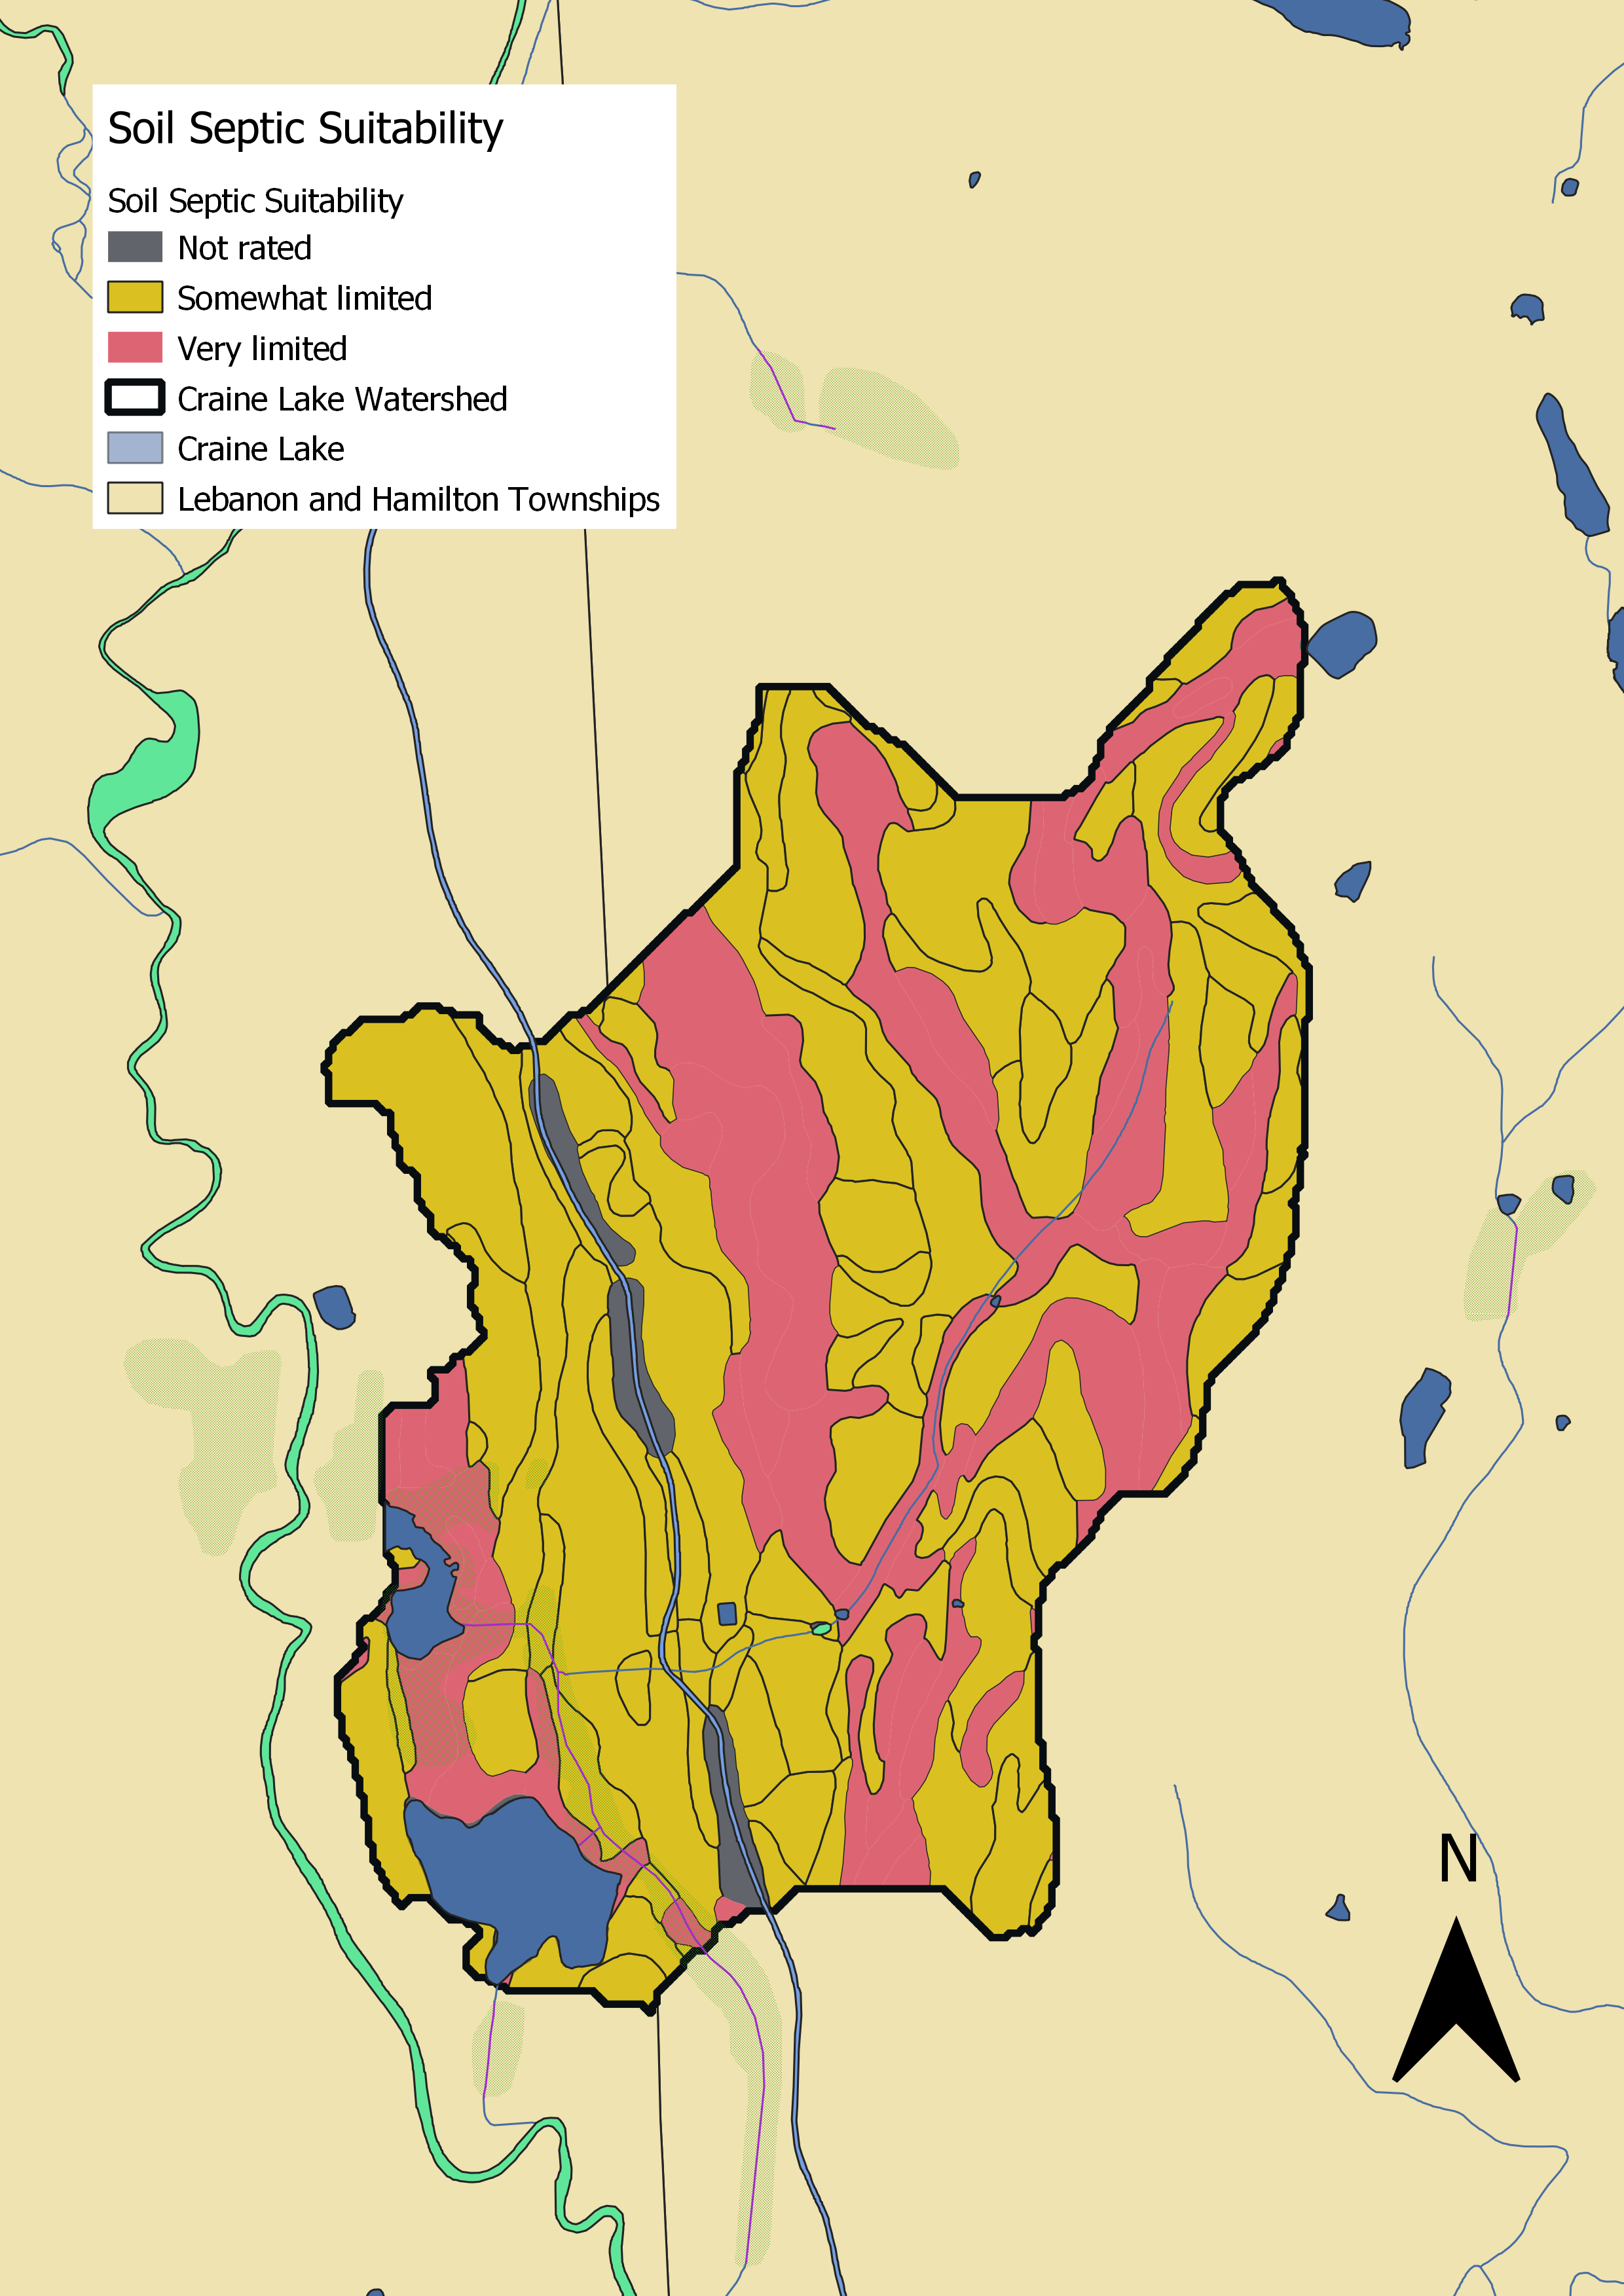 Soil Septic Suitability
Soil Septic Suitability
Not rated
Somewhat limited
Very limited
Craine Lake Watershed
Craine Lake
Lebanon and Hamilton Townships
N